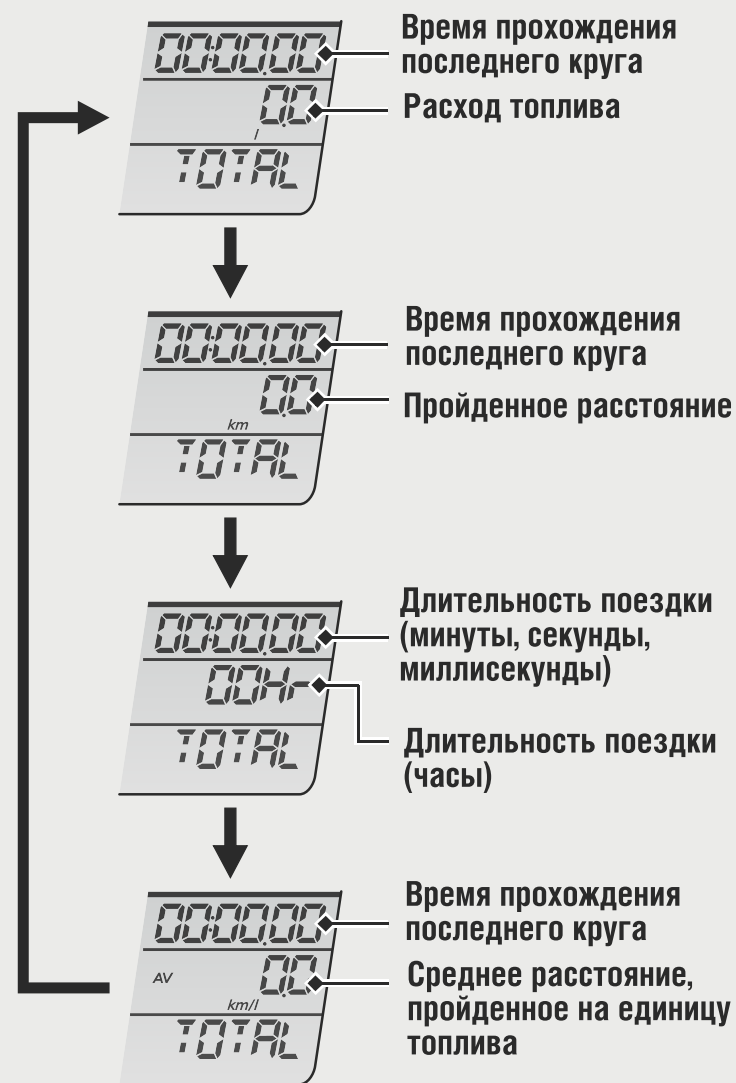 00:00.00
Время прохождения
последнего круга
0.0
Расход топлива
l
TOTAL
00:00.00
Время прохождения
последнего круга
0.0
Пройденное расстояние
km
TOTAL
00:00.00
Длительность поездки
(минуты, секунды,
миллисекунды)
00Hr
Длительность поездки
(часы)
TOTAL
00:00.00
Время прохождения
последнего круга
AV 0.0
Среднее расстояние,
пройденное на единицу
топлива
km/l
TOTAL